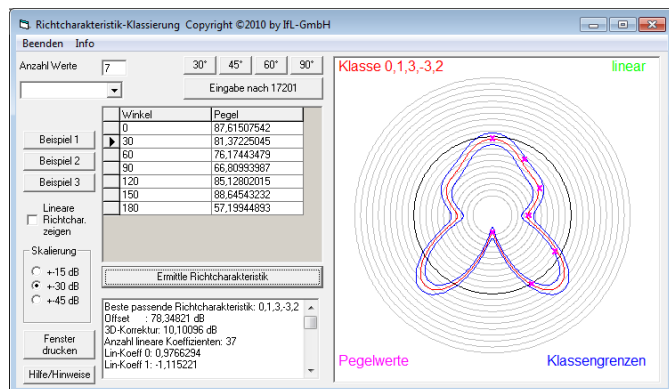 Richtcharakteristik-Klassierung Copyright ©2010 by IfL-GmbH
Beenden Info
Anzahl Werte 7
30° 45° 60° 90°
Eingabe nach 17201
Winkel Pegel
0 87,61507542
30 81,37225045
60 76,17443479
90 66,80993987
120 85,12802015
150 88,64543232
180 57,19944893
Beispiel 1
Beispiel 2
Beispiel 3
Lineare
Richtchar.
zeigen
Skalierung
+-15 dB
+-30 dB
+-45 dB
Fenster
drucken
Hilfe/Hinweise
Ermittle Richtcharakteristik
Beste passende Richtcharakteristik: 0,1,3,-3,2
Offset : 78,34821 dB
3D-Korrektur: 10,10096 dB
Anzahl lineare Koeffizienten: 37
Lin-Koeff 0: 0,9766294
Lin-Koeff 1: -1,115221
Klasse 0,1,3,-3,2
linear
Pegelwerte
Klassengrenzen